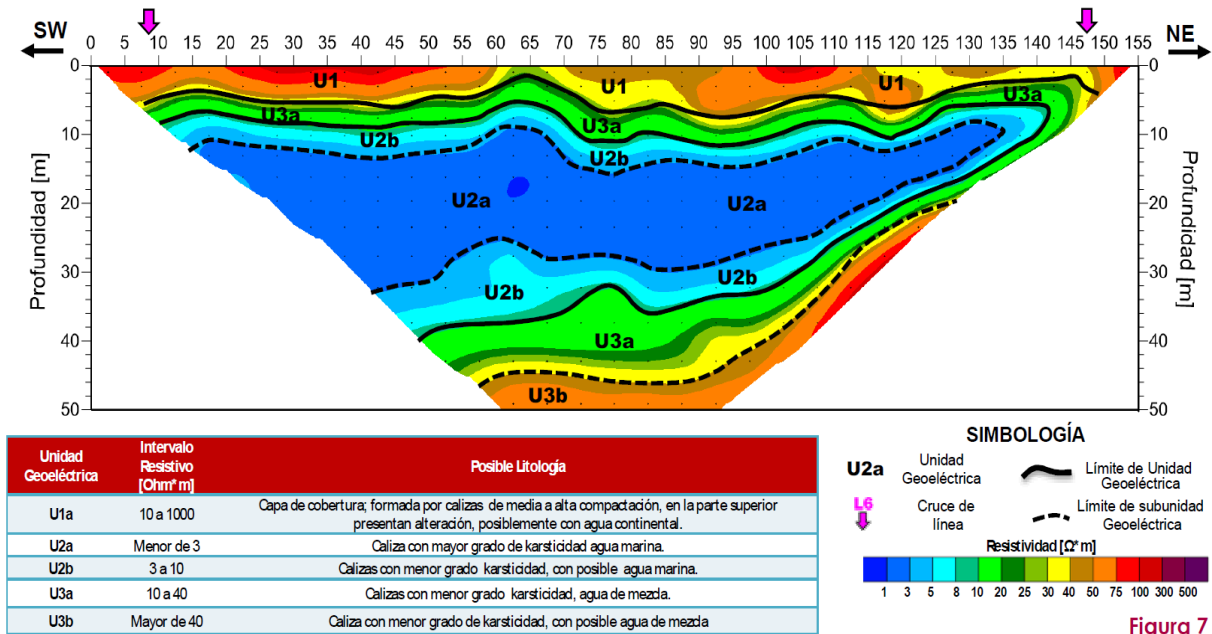 SW
NE
0 5 10 15 20 25 30 35 40 45 50 55 60 65 70 75 80 85 90 95 100 105 110 115 120 125 130 135 140 145 150 155
0
10
20
30
40
50
Profundidad [m]
U1
U1
U1
U3a
U3a
U3a
U2b
U2b
U2a
U2a
U2b
U2b
U3a
U3b
0
10
20
30
40
50
Profundidad [m]
Unidad Geoeléctrica
Intervalo Resistivo [Ohm*m]
Posible Litología
U1a 10 a 1000 Capa de cobertura; formada por calizas de media a alta compactación, en la parte superior
presentan alteración, posiblemente con agua continental.
U2a Menor de 3 Caliza con mayor grado de karsticidad agua marina.
U2b 3 a 10 Calizas con menor grado karsticidad, con posible agua marina.
U3a 10 a 40 Calizas con menor grado karsticidad, agua de mezcla.
U3b Mayor de 40 Caliza con menor grado de karsticidad, con posible agua de mezcla
SIMBOLOGÍA
U2a Unidad Geoeléctrica
Límite de Unidad Geoeléctrica
L6 Cruce de línea
Límite de subunidad Geoeléctrica
Resistividad [Ω*m]
1 3 5 8 10 20 25 30 40 50 75 100 300 500
Figura 7